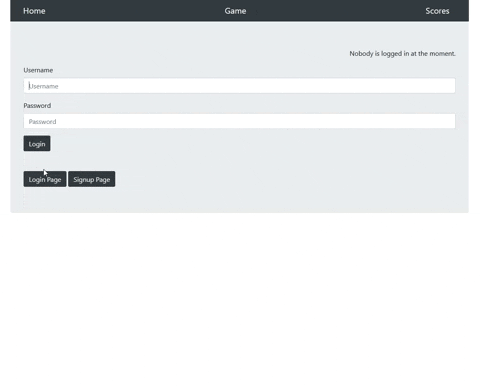 Home Game Scores
Nobody is logged in at the moment.
Username
Username
Password
Password
Login
Login Page Signup Page